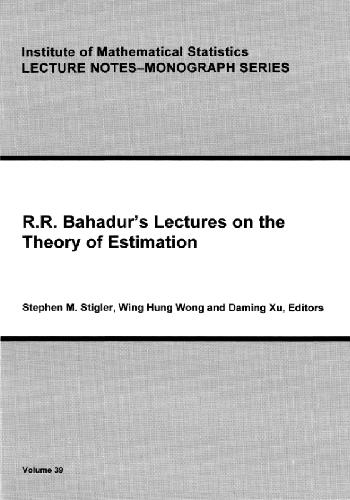 Institute of Mathematical Statistics
LECTURE NOTES–MONOGRAPH SERIES
R.R. Bahadur's Lectures on the
Theory of Estimation
Stephen M. Stigler, Wing Hung Wong and Daming Xu, Editors
Volume 39